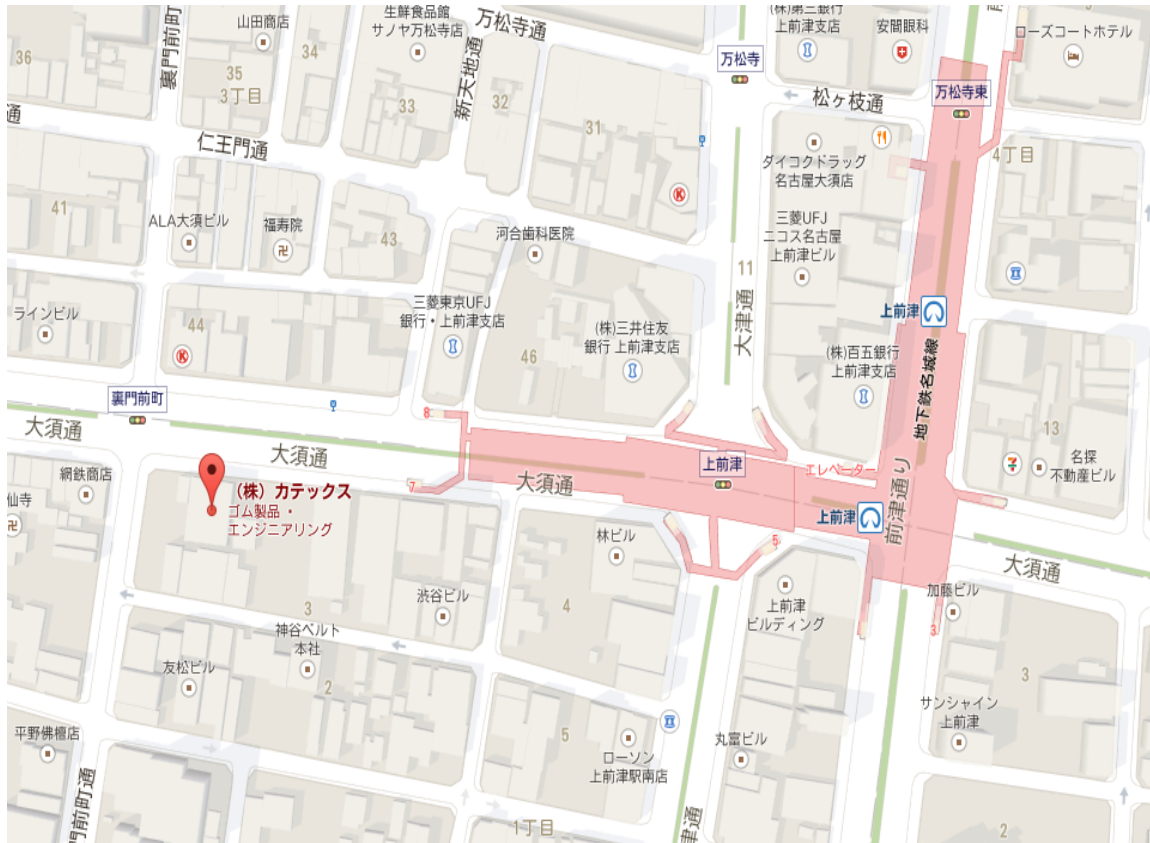 山田商店
生鮮食品館
サノヤ万松寺店
万松寺通
(株)第三銀行
上前津支店
安間眼科
ローズコートホテル
36
裏門前町通
34
35
3丁目
33
新天地通
32
31
万松寺
松ヶ枝通
万松寺東
4丁目
通
仁王門通
ダイコクドラッグ
名古屋大須店
41
ALA大須ビル
福寿院
43
河合歯科医院
三菱UFJ
ニコス名古屋
上前津ビル
11
大津通
ラインビル
44
三菱東京UFJ
銀行・上前津支店
46
(株)三井住友
銀行 上前津支店
(株)百五銀行
上前津支店
上前津
地下鉄名城線
13
名探
不動産ビル
裏門前町
8
大須通
大須通
大須通
7
上前津
エレベーター
上前津
前津通り
大須通
網鉄商店
仙寺
(株)カテックス
ゴム製品・
エンジニアリング
林ビル
5
加藤ビル
3
3
渋谷ビル
4
上前津
ビルディング
神谷ベルト
本社
友松ビル
2
3
サンシャイン
上前津
平野佛檀店
5
ローソン
上前津駅南店
丸富ビル
門前町通
1丁目
津通
2